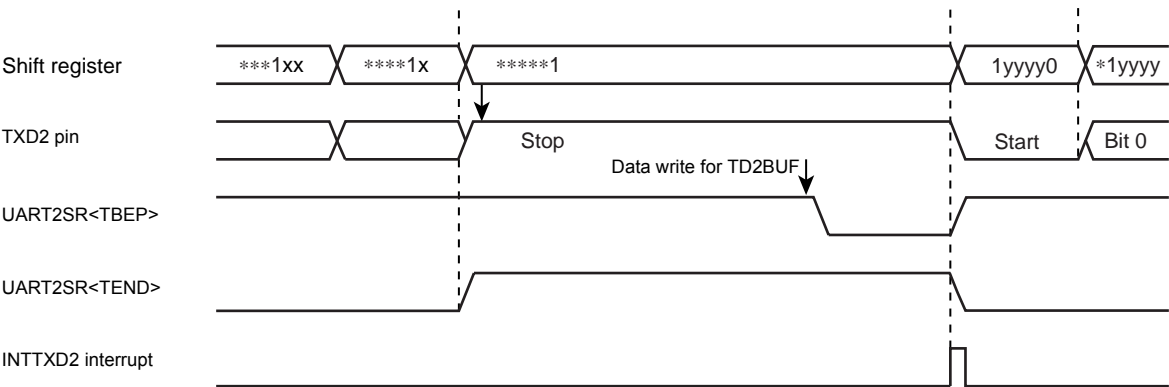 Shift register ***1xx ****1x *****1 1yyyy0 *1yyyy
TXD2 pin Stop Start Bit 0
Data write for TD2BUF
UART2SR<TBEP>
UART2SR<TEND>
INTTXD2 interrupt